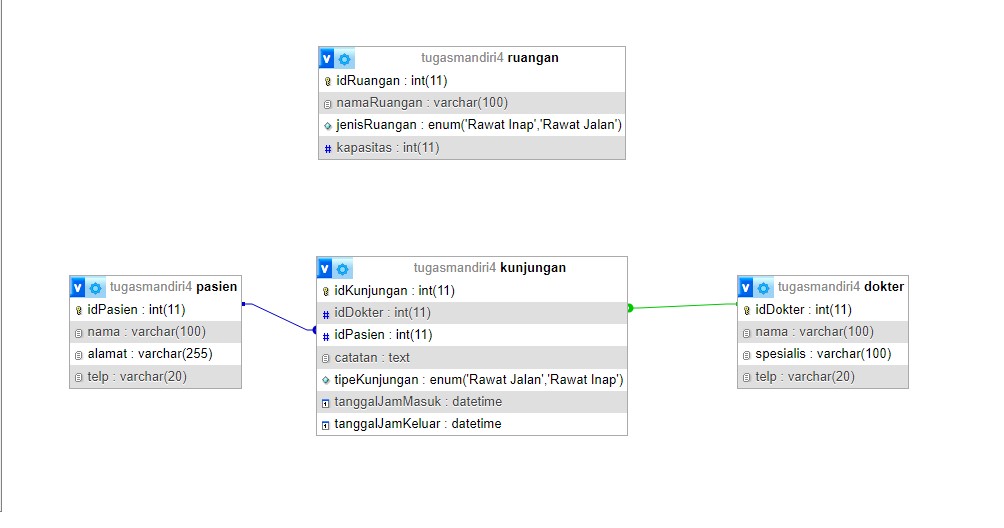 tugasmandiri4 ruangan
idRuangan : int(11)
namaRuangan : varchar(100)
jenisRuangan : enum('Rawat Inap','Rawat Jalan')
# kapasitas : int(11)
tugasmandiri4 pasien
idPasien : int(11)
nama : varchar(100)
alamat : varchar(255)
telp : varchar(20)
tugasmandiri4 kunjungan
idKunjungan : int(11)
# idDokter : int(11)
# idPasien : int(11)
catatan : text
tipeKunjungan : enum('Rawat Jalan','Rawat Inap')
tanggalJamMasuk : datetime
tanggalJamKeluar : datetime
tugasmandiri4 dokter
idDokter : int(11)
nama : varchar(100)
spesialis : varchar(100)
telp : varchar(20)